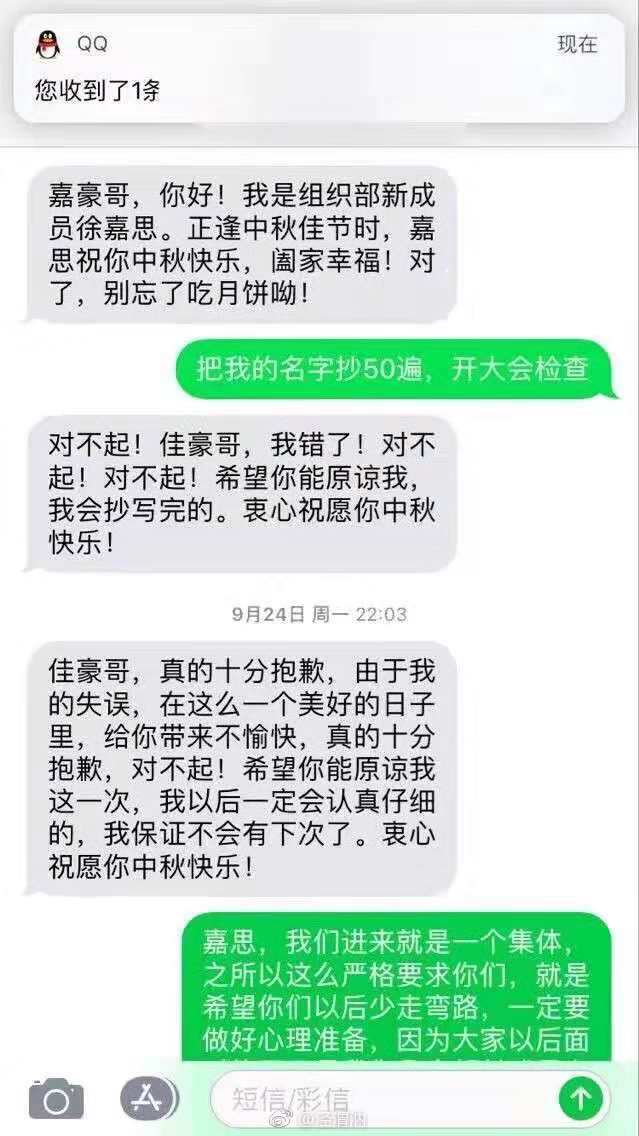 QQ
现在
您收到了1条
嘉豪哥，你好！我是组织部新成
员徐嘉思。正逢中秋佳节时，嘉
思祝你中秋快乐，阖家幸福！对
了，别忘了吃月饼呦！
把我的名字抄50遍，开大会检查
对不起！佳豪哥，我错了！对不
起！对不起！希望你能原谅我，
我会抄写完的。衷心祝愿你中秋
快乐！
9月24日 周一 22:03
佳豪哥，真的十分抱歉，由于我
的失误，在这么一个美好的日子
里，给你带来不愉快，真的十分
抱歉，对不起！希望你能原谅我
这一次，我以后一定会认真仔细
的，我保证不会有下次了。衷心
祝愿你中秋快乐！
嘉思，我们进来就是一个集体，
之所以这么严格要求你们，就是
希望你们以后少走弯路，一定要
做好心理准备，因为大家以后面
短信/彩信